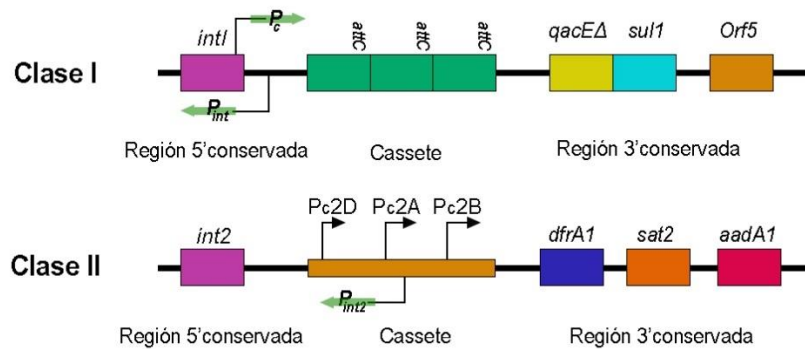 Clase I
intI
Pc
Pint
attC
attC
attC
qacEΔ
sul1
Orf5
Región 5'conservada
Cassete
Región 3'conservada
Clase II
int2
Pc2D
Pc2A
Pc2B
Pint2
dfrA1
sat2
aadA1
Región 5'conservada
Cassete
Región 3'conservada